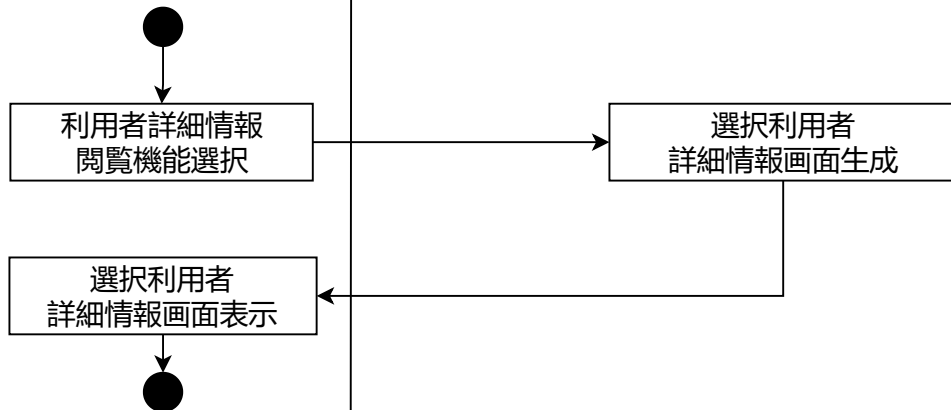 利用者詳細情報
閲覧機能選択
選択利用者
詳細情報画面生成
選択利用者
詳細情報画面表示